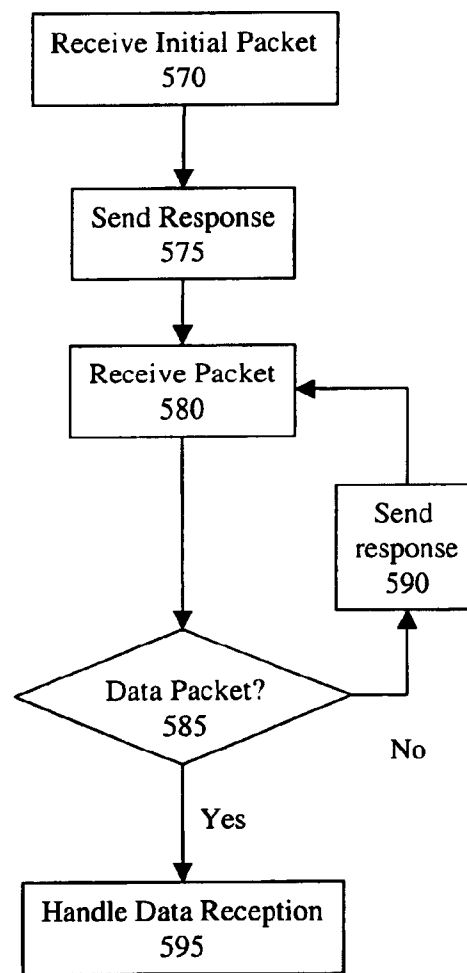 Receive Initial Packet
570
Send Response
575
Receive Packet
580
Send
response
590
Data Packet?
585
No
Yes
Handle Data Reception
595